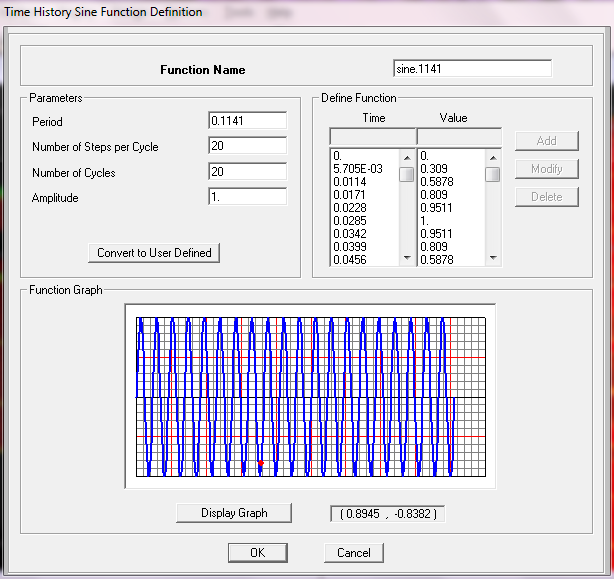 Time History Sine Function Definition
Function Name
sine.1141
Parameters
Period
0.1141
Number of Steps per Cycle
20
Number of Cycles
20
Amplitude
1.
Convert to User Defined
Define Function
Time Value
0. 0.
5.705E-03 0.309
0.0114 0.5878
0.0171 0.809
0.0228 0.9511
0.0285 1.
0.0342 0.9511
0.0399 0.809
0.0456 0.5878
Add
Modify
Delete
Function Graph
Display Graph
( 0.8945 , -0.8382 )
OK
Cancel